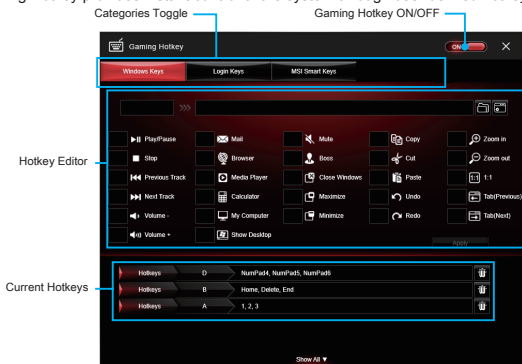 Categories Toggle Gaming Hotkey ON/OFF
Gaming Hotkey ON
Windows Keys Login Keys MSI Smart Keys
Hotkey Editor
Play/Pause Mail Mute Copy Zoom in
Stop Browser Boss Cut Zoom out
Previous Track Media Player Close Windows Paste 1:1 1:1
Next Track Calculator Maximize Undo Tab(Previous)
Volume - My Computer Minimize Redo Tab(Next)
Volume + Show Desktop
Apply
Current Hotkeys
Hotkeys D NumPad4, NumPad5, NumPad6
Hotkeys B Home, Delete, End
Hotkeys A 1, 2, 3
Show All ▼